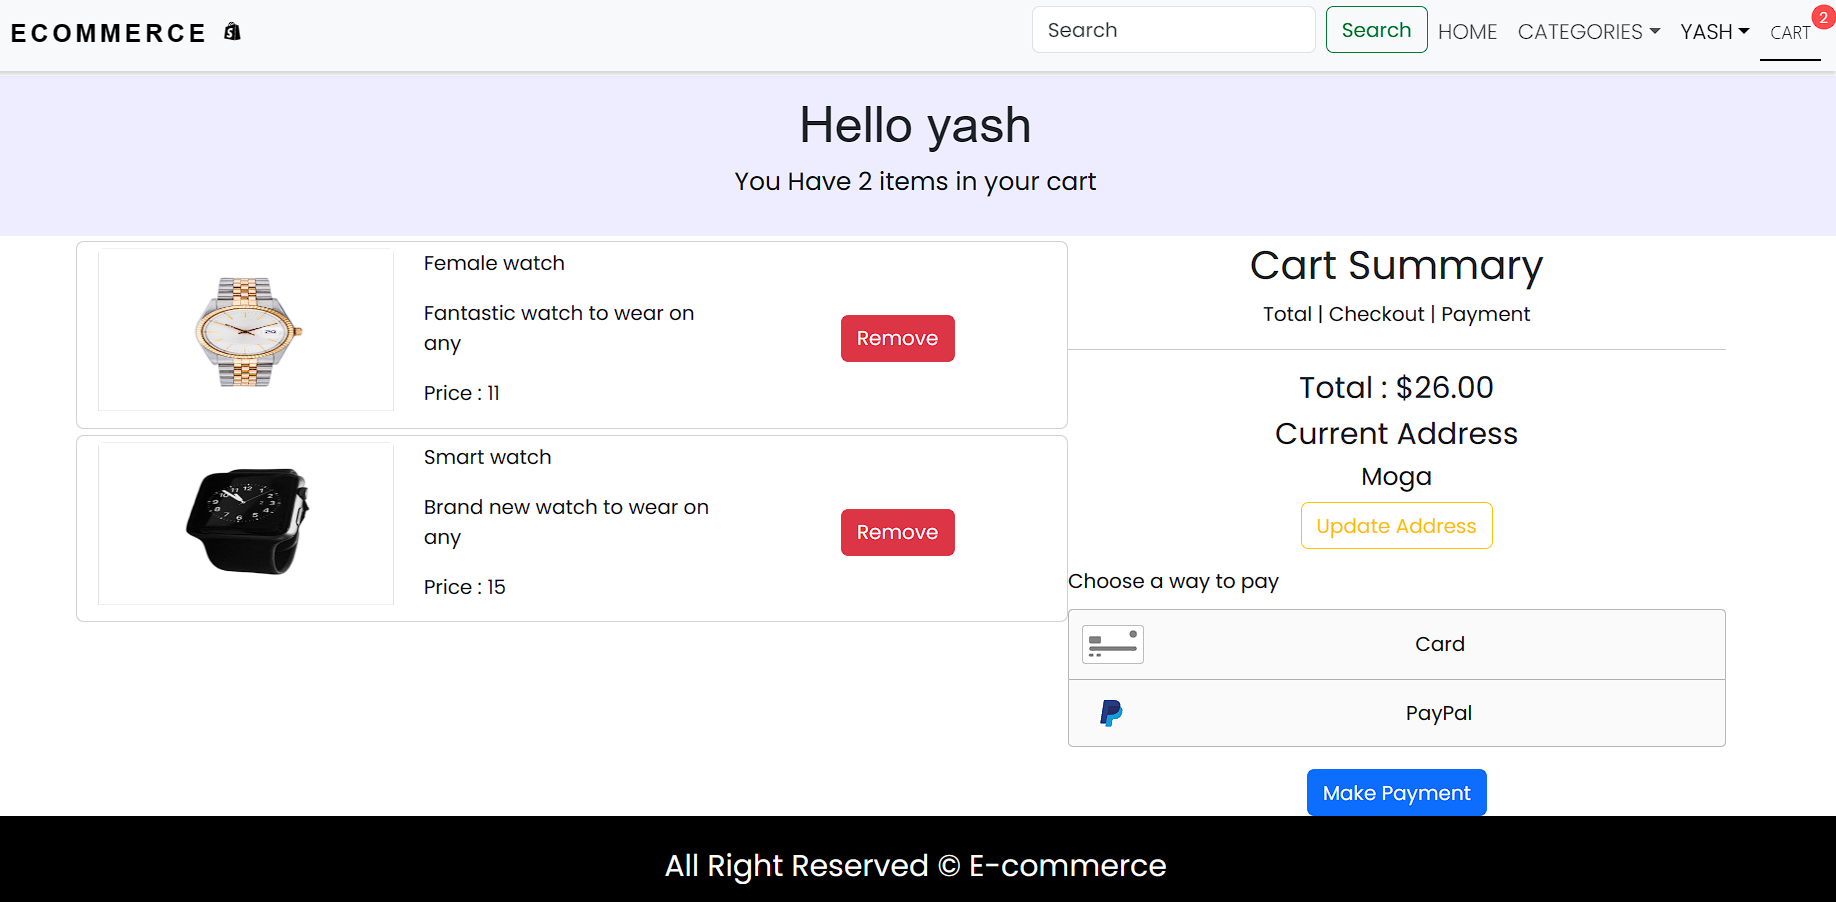 ECOMMERCE
Search
Search
HOME
CATEGORIES
YASH
CART
2
Hello yash
You Have 2 items in your cart
Female watch
Fantastic watch to wear on
any
Price : 11
Remove
Smart watch
Brand new watch to wear on
any
Price : 15
Remove
Cart Summary
Total | Checkout | Payment
Total : $26.00
Current Address
Moga
Update Address
Choose a way to pay
Card
PayPal
Make Payment
All Right Reserved © E-commerce